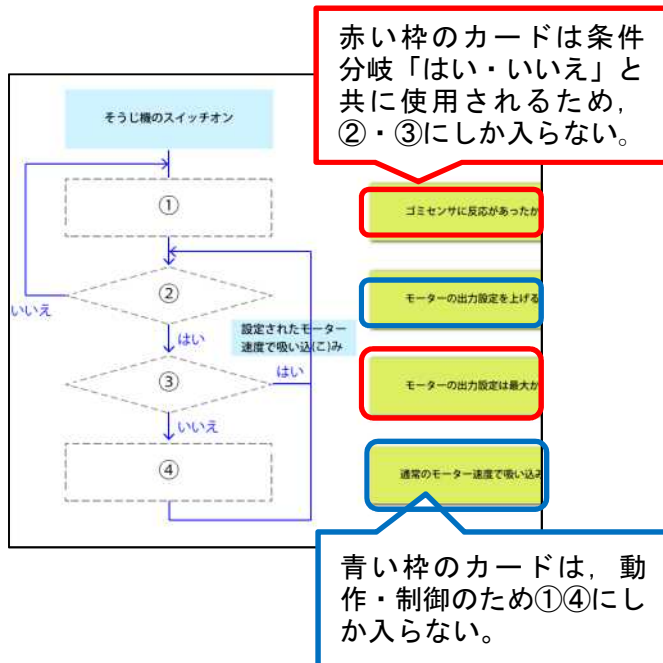 赤い枠のカードは条件
分岐「はい・いいえ」と
共に使用されるため,
②・③にしか入らない。
そうじ機のスイッチオン
①
ゴミセンサに反応があったか
②
いいえ
モーターの出力設定を上げる
はい
設定されたモーター
速度で吸い込(こ)み
③
はい
モーターの出力設定は最大か
いいえ
④
通常のモーター速度で吸い込み
青い枠のカードは,動
作・制御のため①④にし
か入らない。